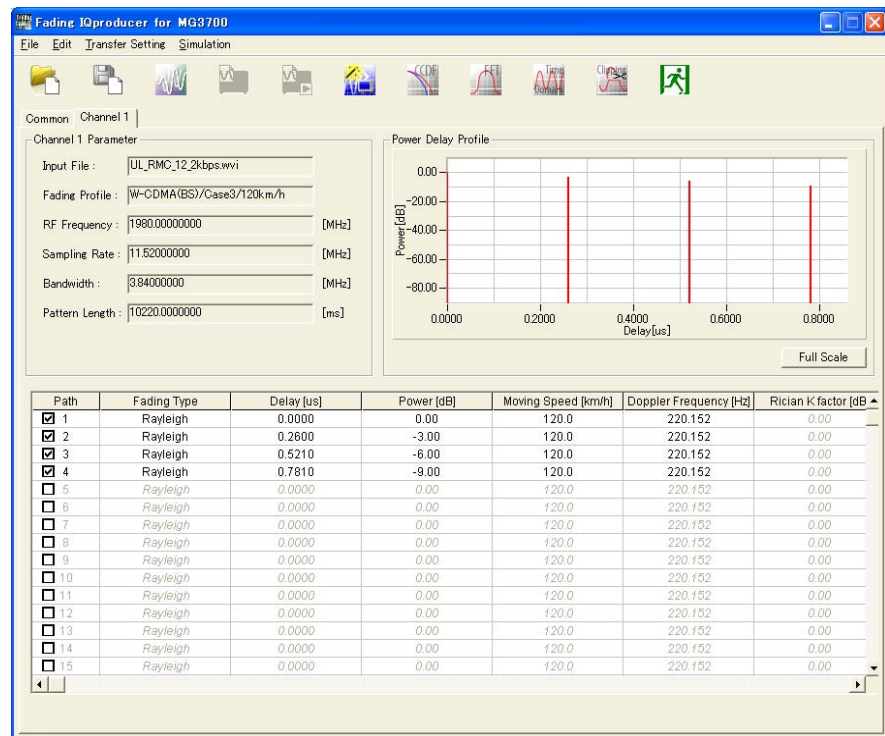 Fading IQproducer for MG3700
File Edit Transfer Setting Simulation
CCDF FFT Time Domain Clipping
Common Channel 1
Channel 1 Parameter
Input File : UL_RMC_12_2kbps.wvi
Fading Profile : W-CDMA(BS)/Case3/120km/h
RF Frequency : 1980.00000000 [MHz]
Sampling Rate : 11.52000000 [MHz]
Bandwidth : 3.84000000 [MHz]
Pattern Length : 10220.0000000 [ms]
Power Delay Profile
0.00
-20.00
-40.00
-60.00
-80.00
Power[dB]
0.0000 0.2000 0.4000 0.6000 0.8000
Delay[us]
Full Scale
Path Fading Type Delay [us] Power [dB] Moving Speed [km/h] Doppler Frequency [Hz] Rician K factor [dB
1 Rayleigh 0.0000 0.00 120.0 220.152 0.00
2 Rayleigh 0.2600 -3.00 120.0 220.152 0.00
3 Rayleigh 0.5210 -6.00 120.0 220.152 0.00
4 Rayleigh 0.7810 -9.00 120.0 220.152 0.00
5 Rayleigh 0.0000 0.00 120.0 220.152 0.00
6 Rayleigh 0.0000 0.00 120.0 220.152 0.00
7 Rayleigh 0.0000 0.00 120.0 220.152 0.00
8 Rayleigh 0.0000 0.00 120.0 220.152 0.00
9 Rayleigh 0.0000 0.00 120.0 220.152 0.00
10 Rayleigh 0.0000 0.00 120.0 220.152 0.00
11 Rayleigh 0.0000 0.00 120.0 220.152 0.00
12 Rayleigh 0.0000 0.00 120.0 220.152 0.00
13 Rayleigh 0.0000 0.00 120.0 220.152 0.00
14 Rayleigh 0.0000 0.00 120.0 220.152 0.00
15 Rayleigh 0.0000 0.00 120.0 220.152 0.00